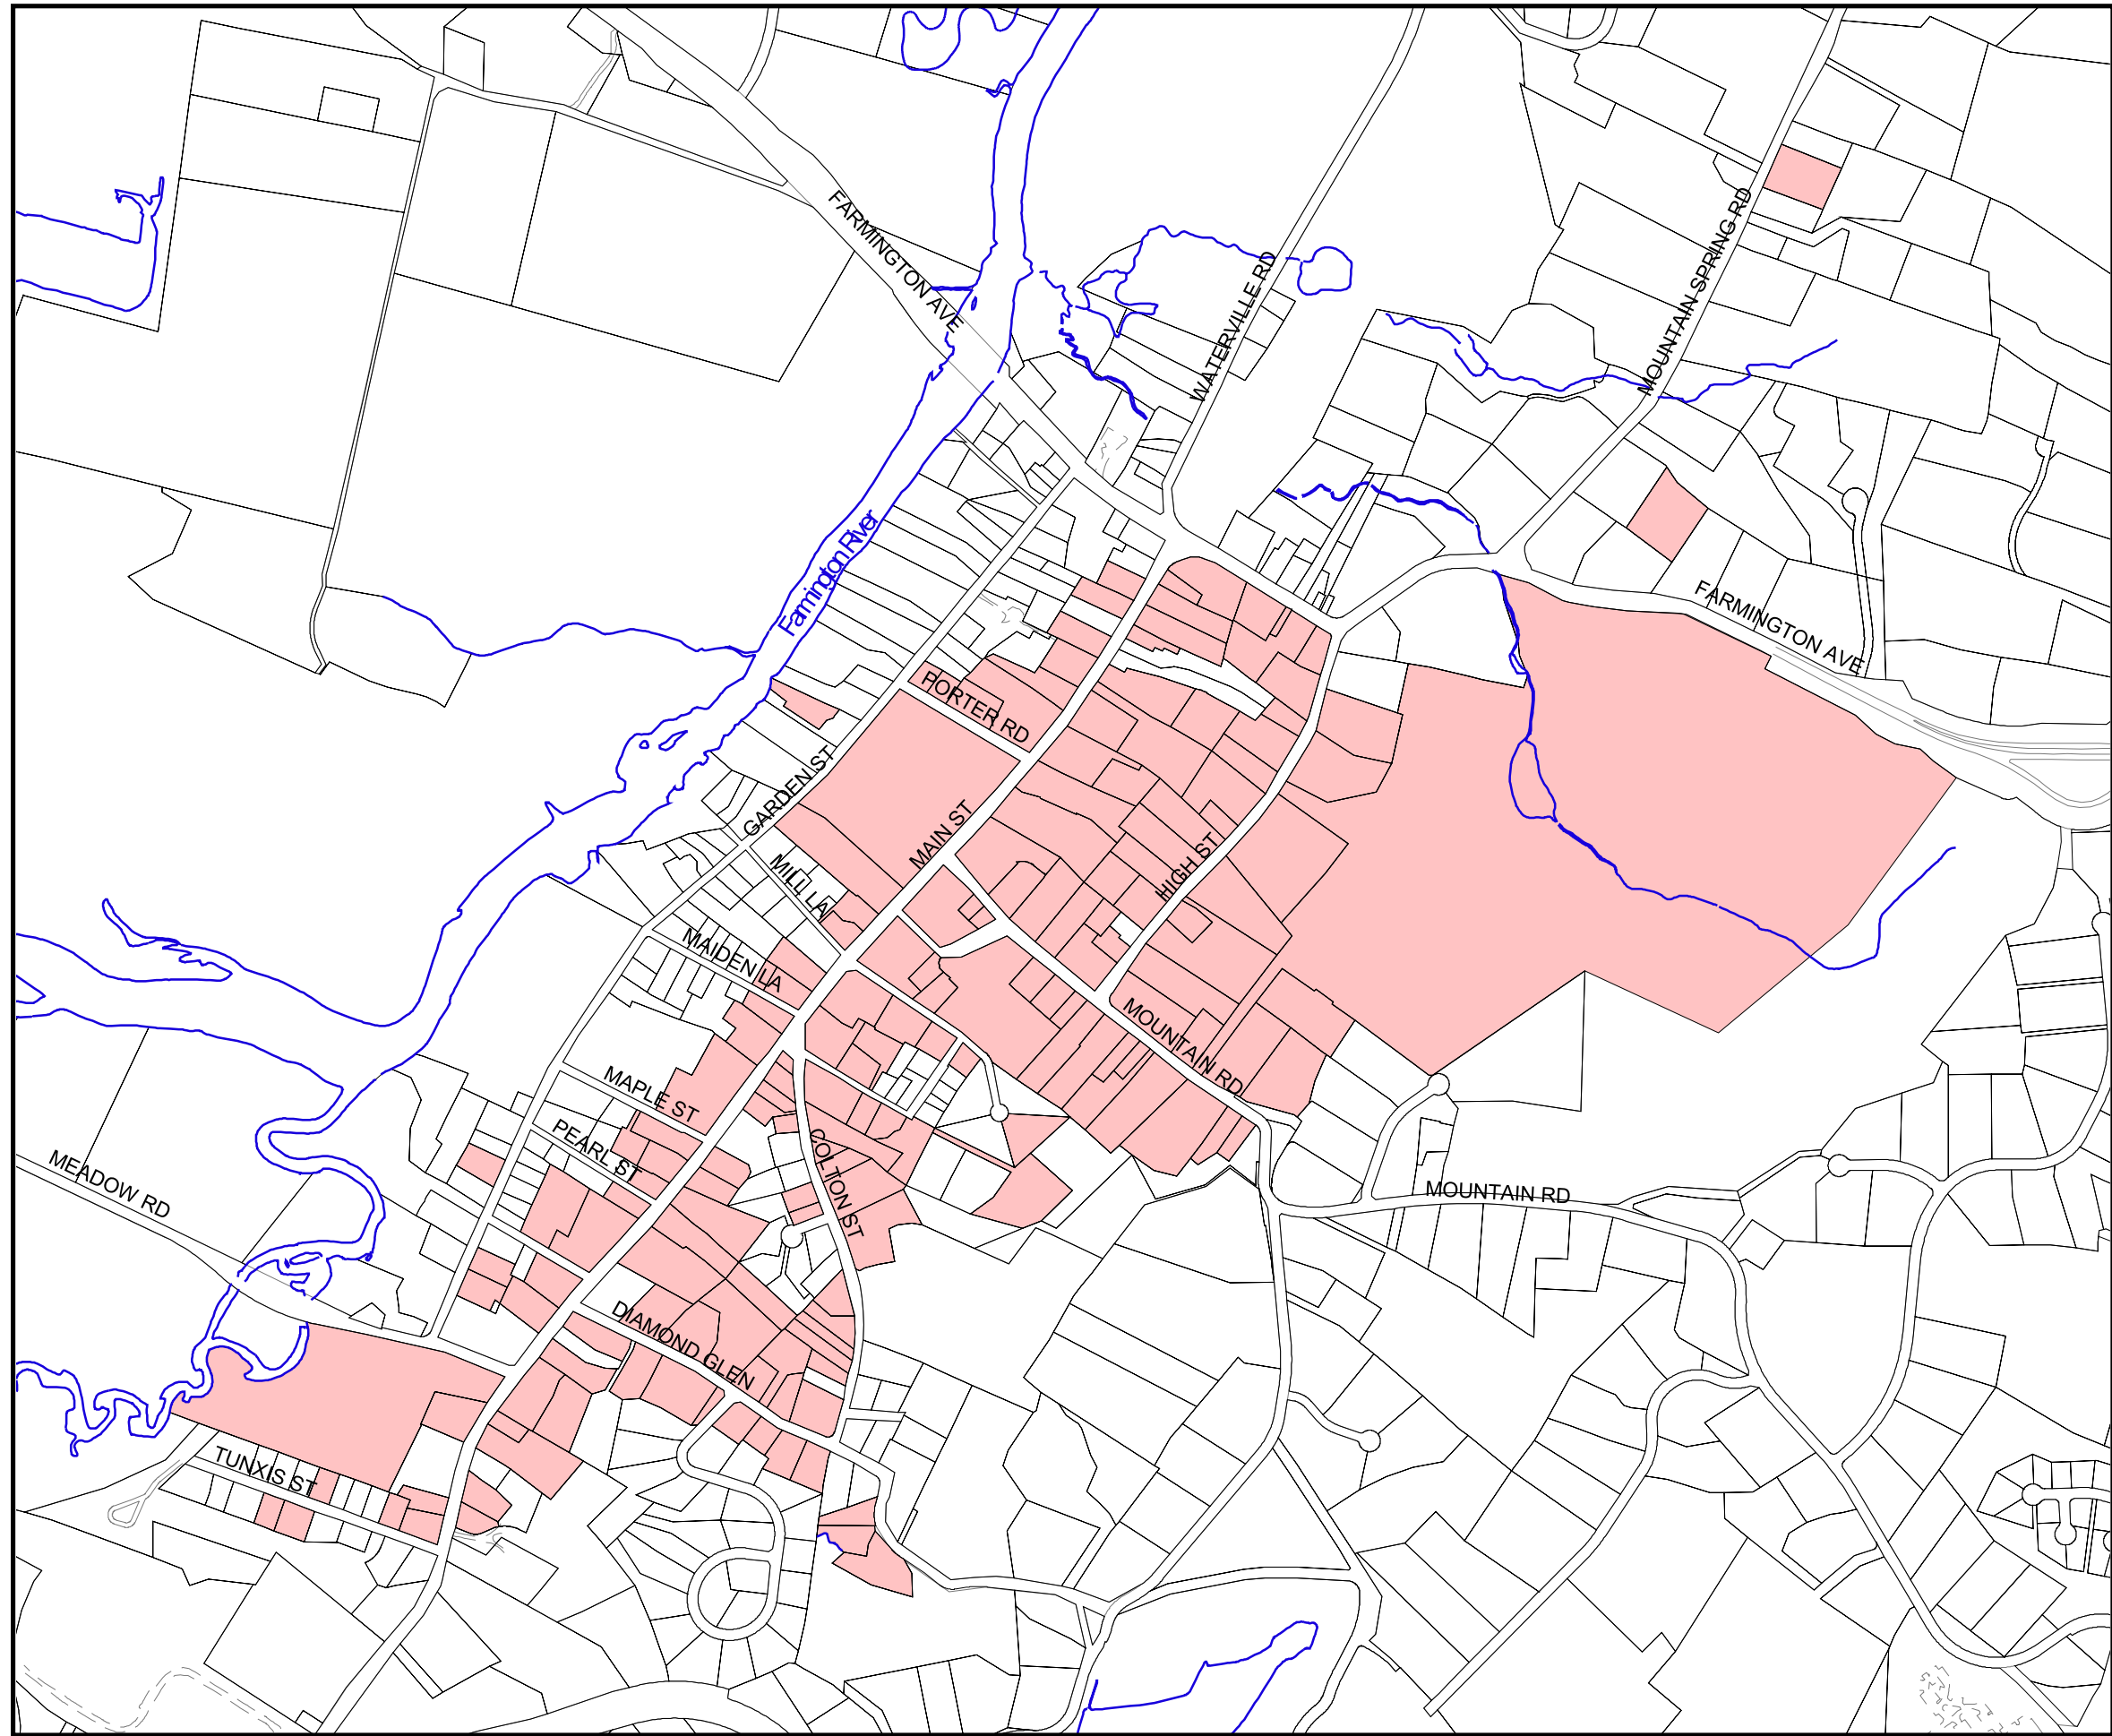 FARMINGTON AVE
WATERVILLE RD
MOUNTAIN SPRING RD
Farmington River
FARMINGTON AVE
PORTER RD
GARDEN ST
MAIN ST
HIGH ST
MILL LA
MAIDEN LA
MOUNTAIN RD
MAPLE ST
PEARL ST
COLTON ST
MEADOW RD
MOUNTAIN RD
DIAMOND GLEN
TUNXIS ST